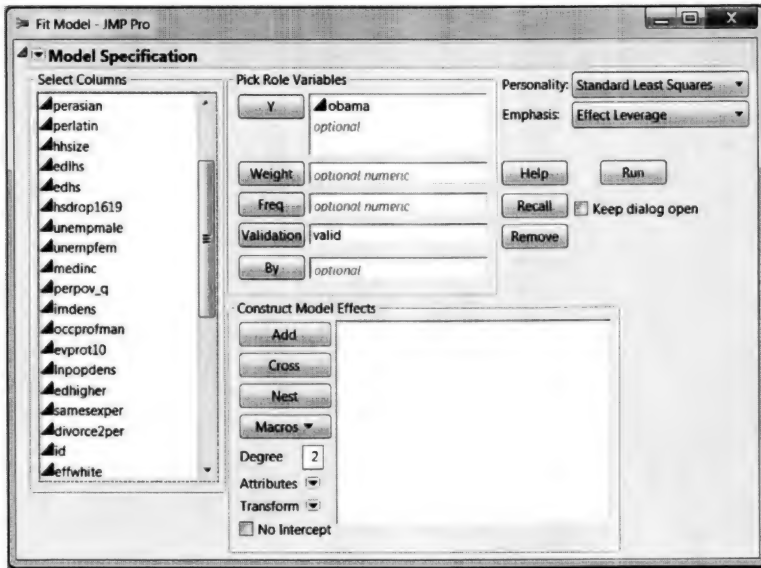 Fit Model - JMP Pro
Model Specification
Select Columns
perasian
perlatin
hhsize
edlhs
edhs
hsdrop1619
unempmale
unempfem
medinc
perpov_q
imdens
occprofman
evprot10
lnpopdens
edhigher
samesexper
divorce2per
id
effwhite
Pick Role Variables
Y
obama
optional
Weight
optional numeric
Freq
optional numeric
Validation
valid
By
optional
Personality: Standard Least Squares
Emphasis: Effect Leverage
Help
Run
Recall
Keep dialog open
Remove
Construct Model Effects
Add
Cross
Nest
Macros
Degree 2
Attributes
Transform
No Intercept